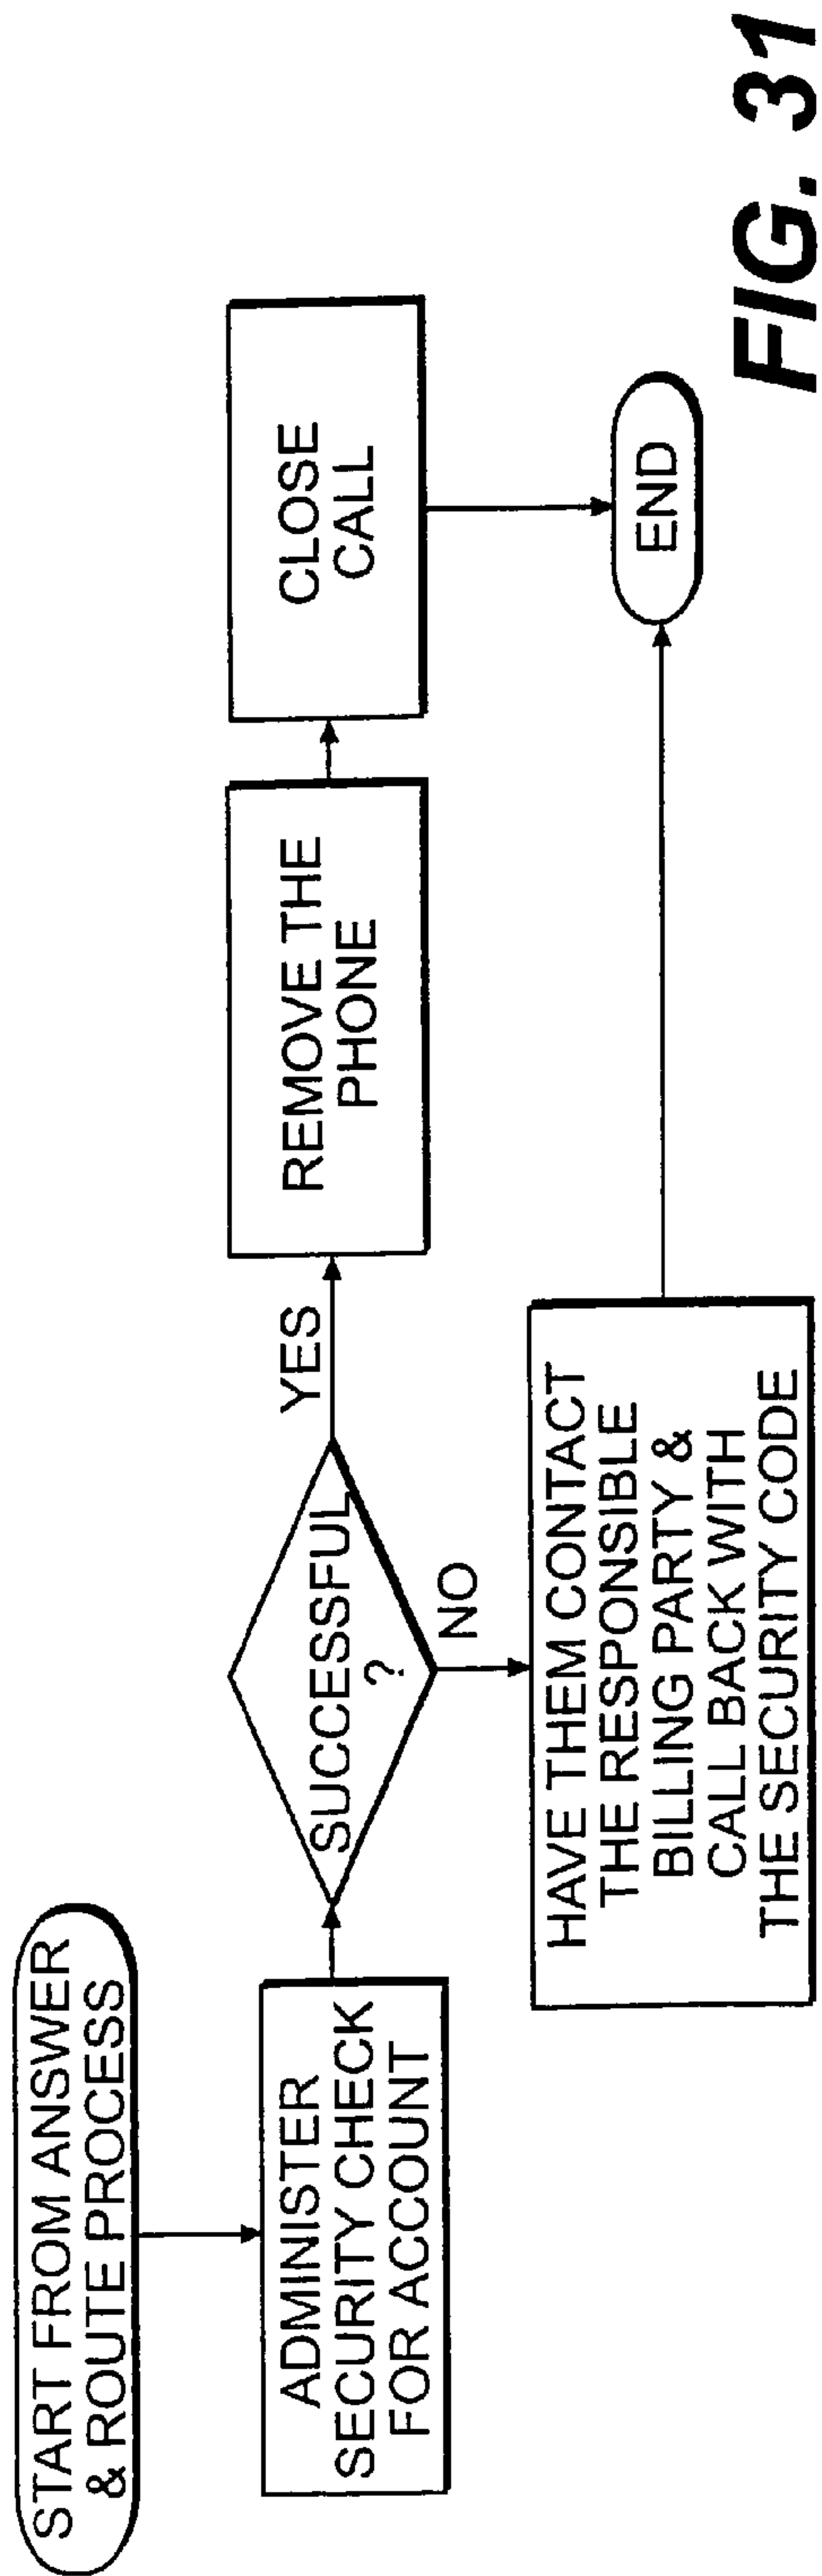 START FROM ANSWER
& ROUTE PROCESS
ADMINISTER
SECURITY CHECK
FOR ACCOUNT
SUCCESSFUL
?
YES
REMOVE THE
PHONE
CLOSE
CALL
NO
HAVE THEM CONTACT
THE RESPONSIBLE
BILLING PARTY &
CALL BACK WITH
THE SECURITY CODE
END
FIG. 31